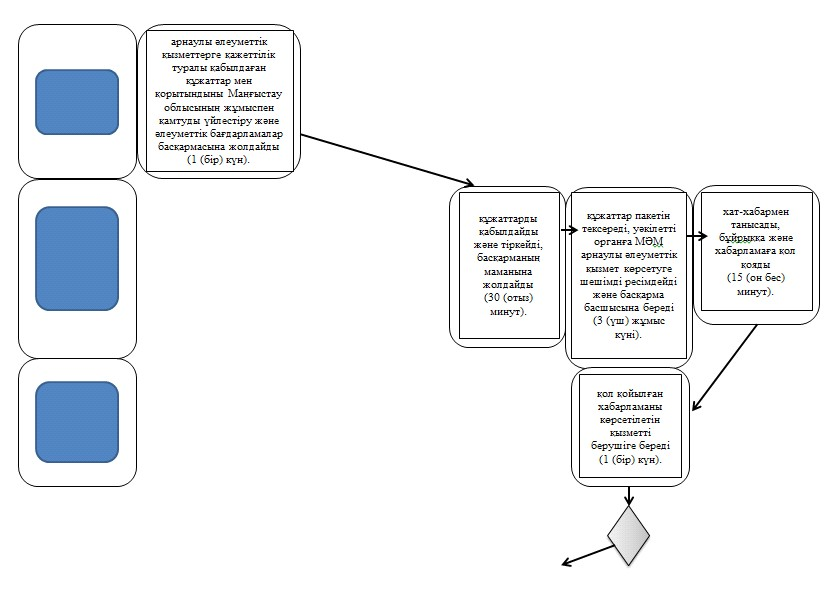 арнаулы әлеуметтік
қызметтерге қажеттілік
туралы қабылдаған
құжаттар мен
қорытындыны Маңғыстау
облысының жұмыспен
қамтуды үйлестіру және
әлеуметтік бағдарламалар
басқармасына жолдайды
(1 (бір) күн).
құжаттарды
қабылдайды
және тіркейді,
басқарманың
маманына
жолдайды
(30 (отыз)
минут).
құжаттар пакетін
тексереді, уәкілетті
органға МӘМ
арнаулы әлеуметтік
қызмет көрсетуге
шешімді ресімдейді
және басқарма
басшысына береді
(3 (үш) жұмыс
күні).
хат-хабармен
танысады,
бұйрыққа және
хабарламаға қол
қояды
(15 (он бес)
минут).
қол қойылған
хабарламаны
көрсетілетін
қызметті
берушіге береді
(1 (бір) күн).